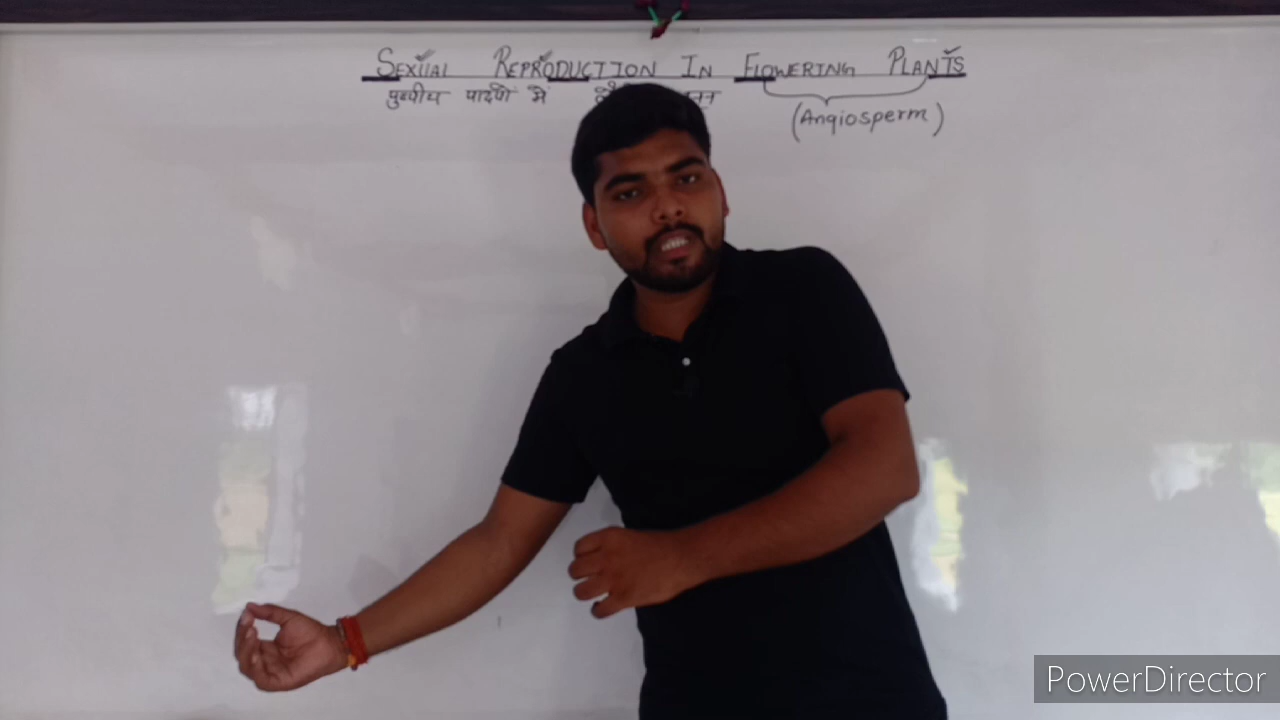 SEXUAL REPRODUCTION IN FLOWERING PLANTS
पुष्पीय पादपों में
(Angiosperm)
PowerDirector